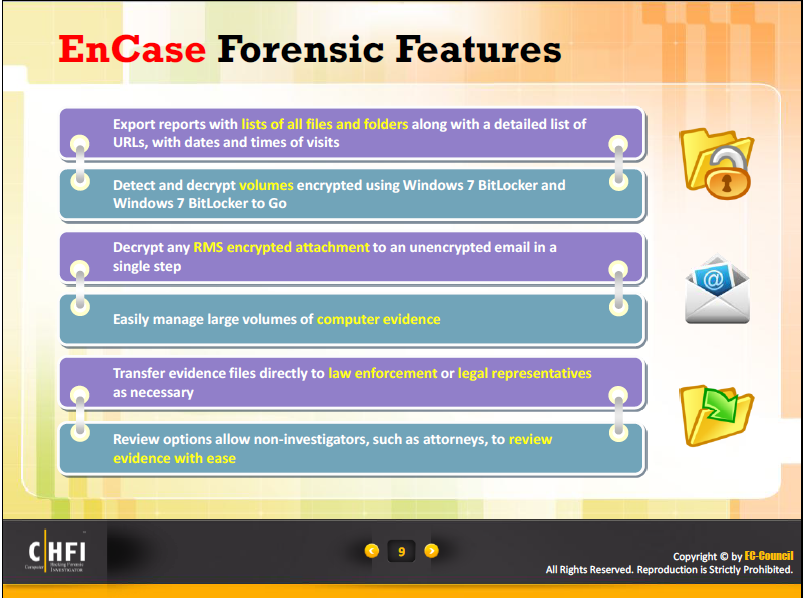 EnCase Forensic Features
Export reports with lists of all files and folders along with a detailed list of
URLs, with dates and times of visits
Detect and decrypt volumes encrypted using Windows 7 BitLocker and
Windows 7 BitLocker to Go
Decrypt any RMS encrypted attachment to an unencrypted email in a
single step
@
Easily manage large volumes of computer evidence
Transfer evidence files directly to law enforcement or legal representatives
as necessary
Review options allow non-investigators, such as attorneys, to review
evidence with ease
CHFI
Computer Hacking Forensic
INVESTIGATOR
9
Copyright © by EC-Council
All Rights Reserved. Reproduction is Strictly Prohibited.